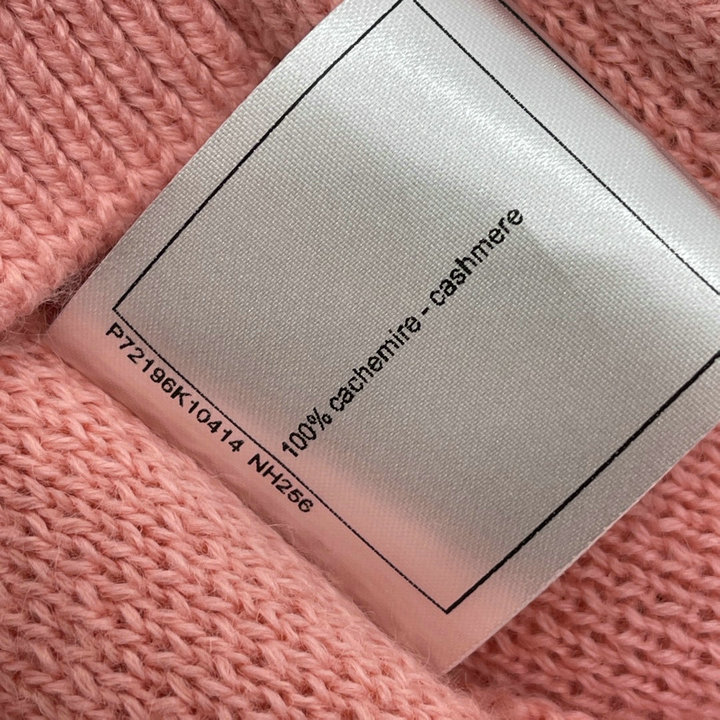 100% cachemire - cashmere
P72196K10414 NH256